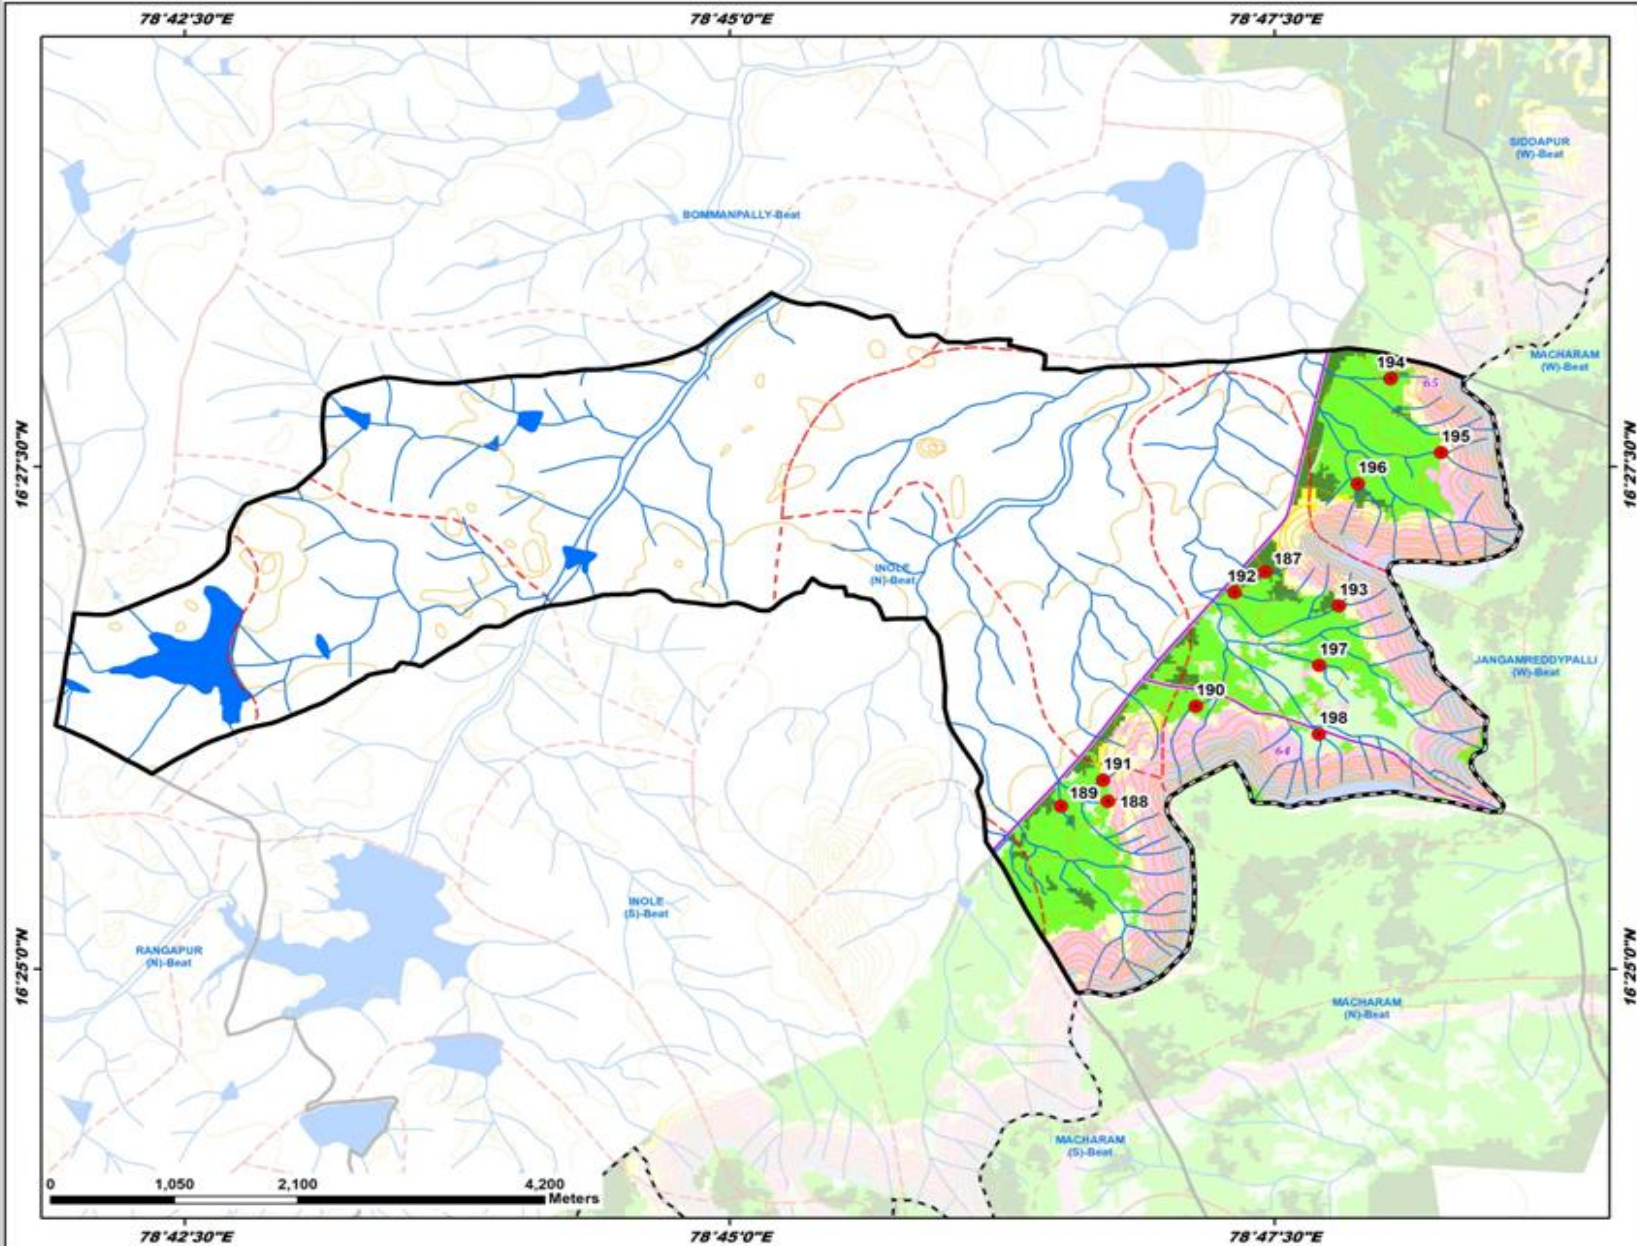 78°42'30"E 78°45'0"E 78°47'30"E
SIDDAPUR
(W)-Beat
BOMMANPALLY-Beat
MACHARAM
(W)-Beat
194
65
195
16°27'30"N 16°27'30"N
196
187
INOLE
(N)-Beat
192
193
197
JANGAMREDDYPALLI
(W)-Beat
190
198
64
191
189
188
INOLE
(S)-Beat
RANGAPUR
(N)-Beat
16°25'0"N 16°25'0"N
MACHARAM
(N)-Beat
MACHARAM
(S)-Beat
0 1,050 2,100 4,200
Meters
78°42'30"E 78°45'0"E 78°47'30"E